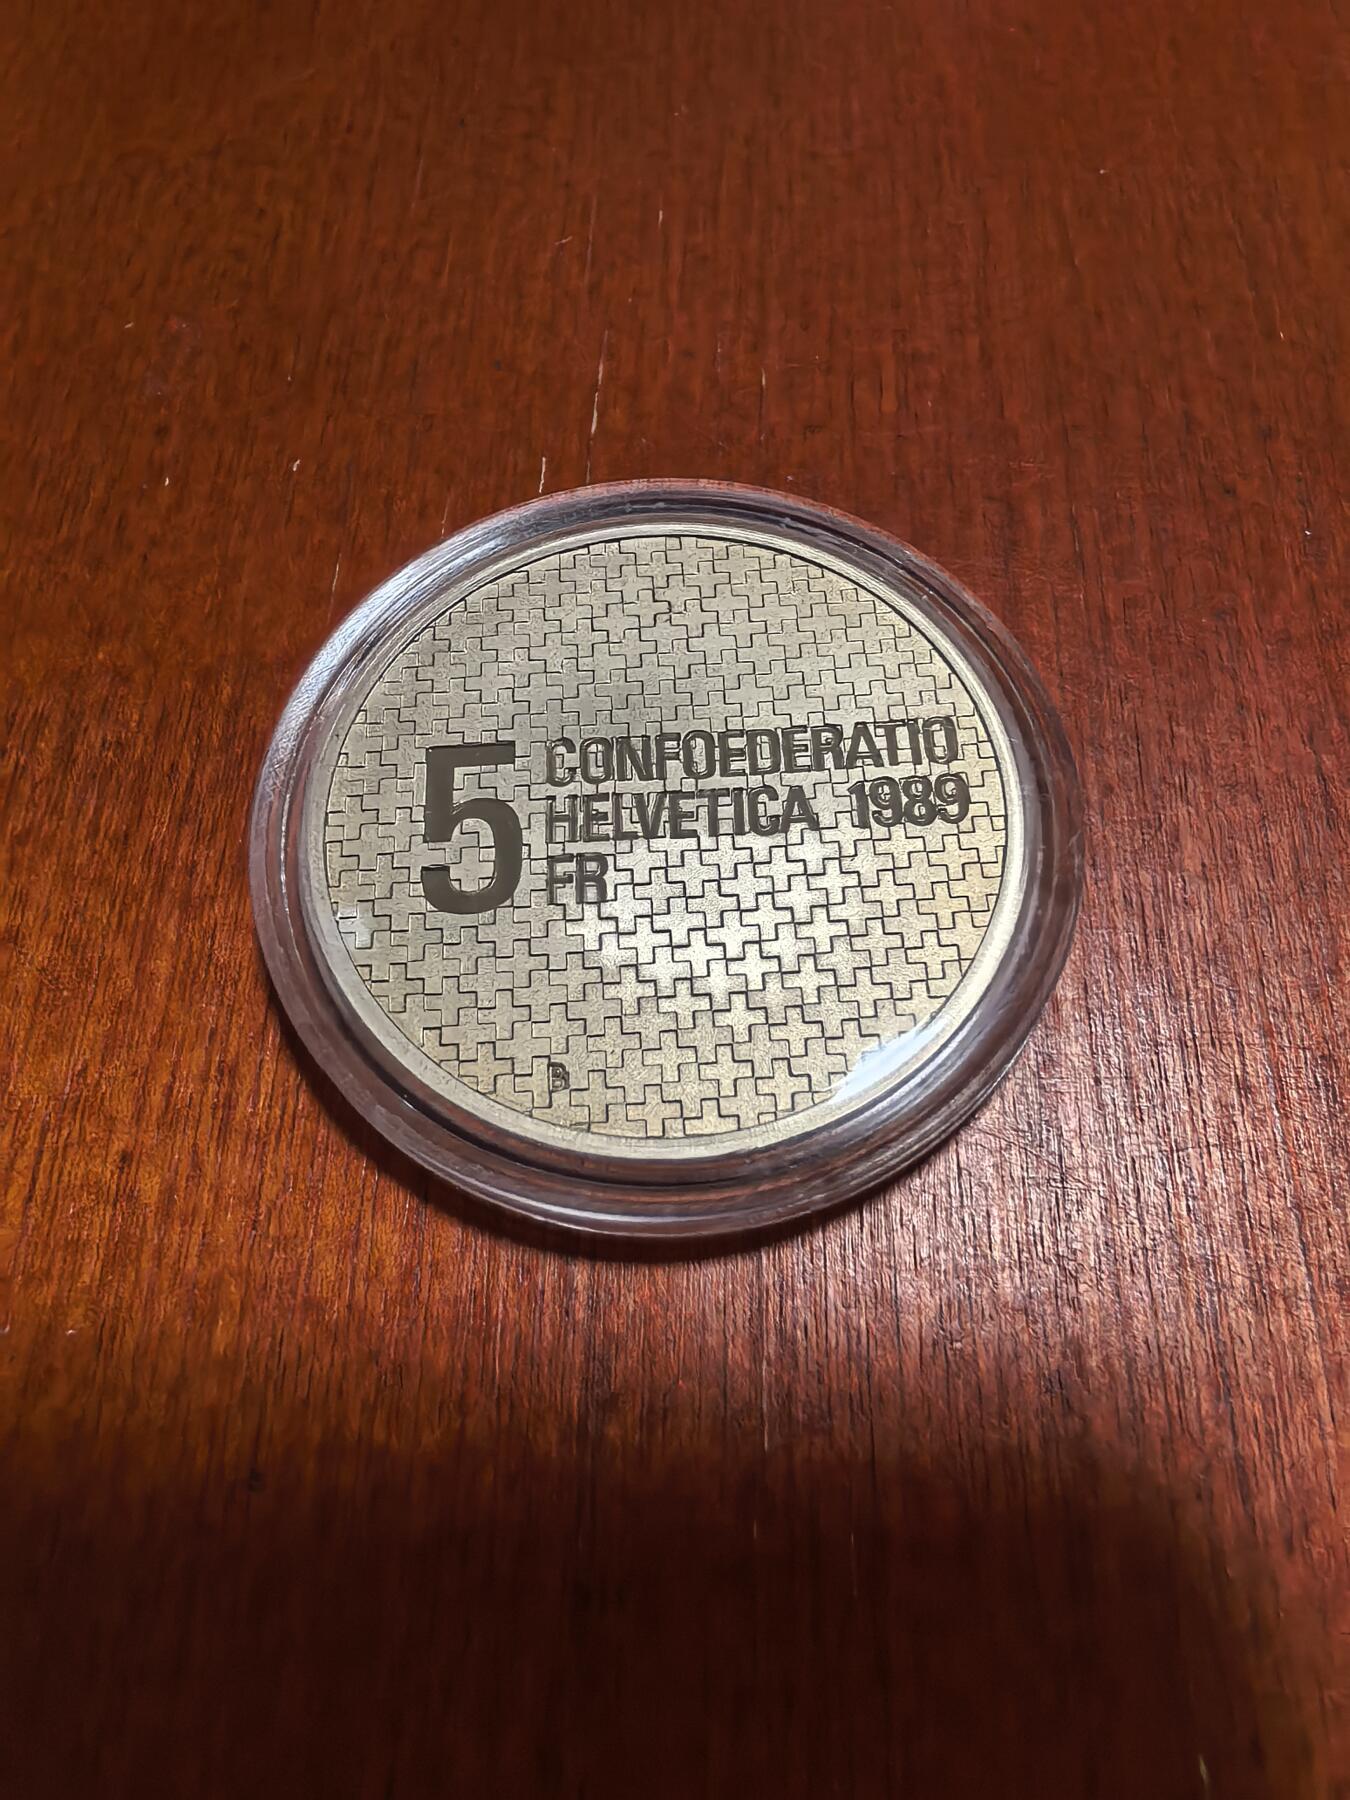 5 CONFOEDERATIO
HELVETICA 1989
FR
B